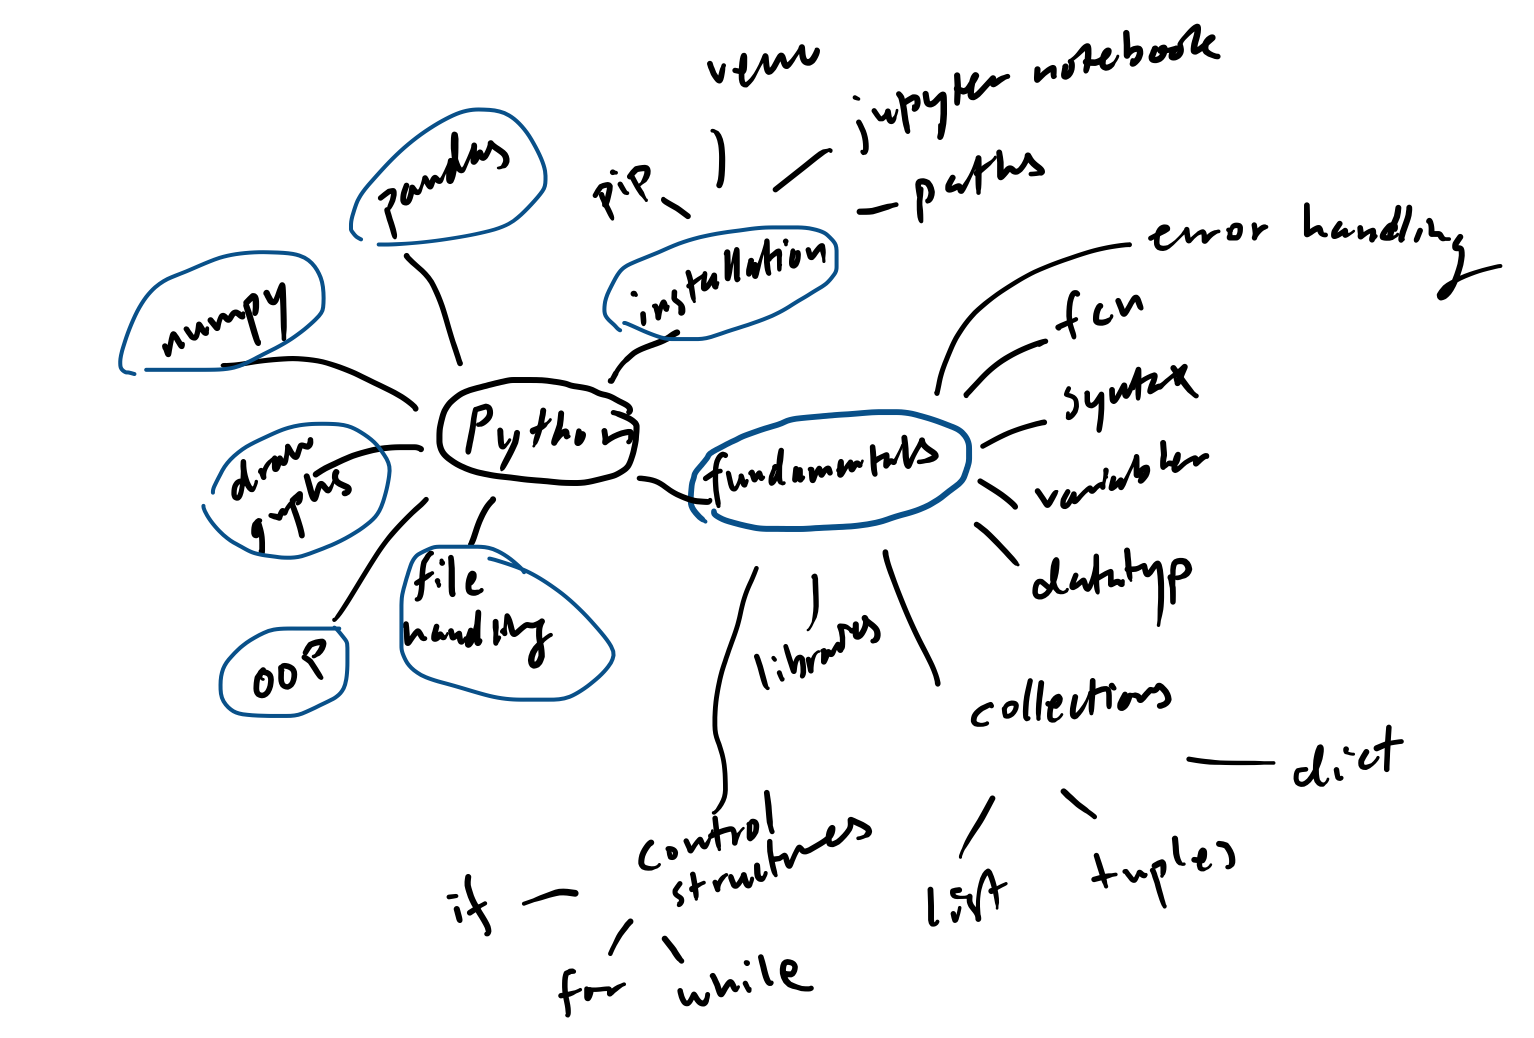 venv
jupyter notebook
pandas
pip
paths
error handling
installation
numpy
fcn
Python
syntax
fundamentals
draw
graphs
variables
datatyp
file
handling
OOP
libraries
collections
dict
control
structures
list
tuples
if
for
while